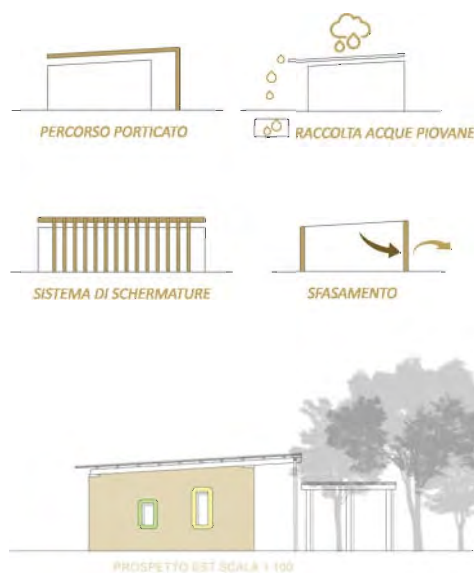 PERCORSO PORTICATO
RACCOLTA ACQUE PIOVANE
SISTEMA DI SCHERMATURE
SFASAMENTO
PROSPETTO EST SCALA 1:100